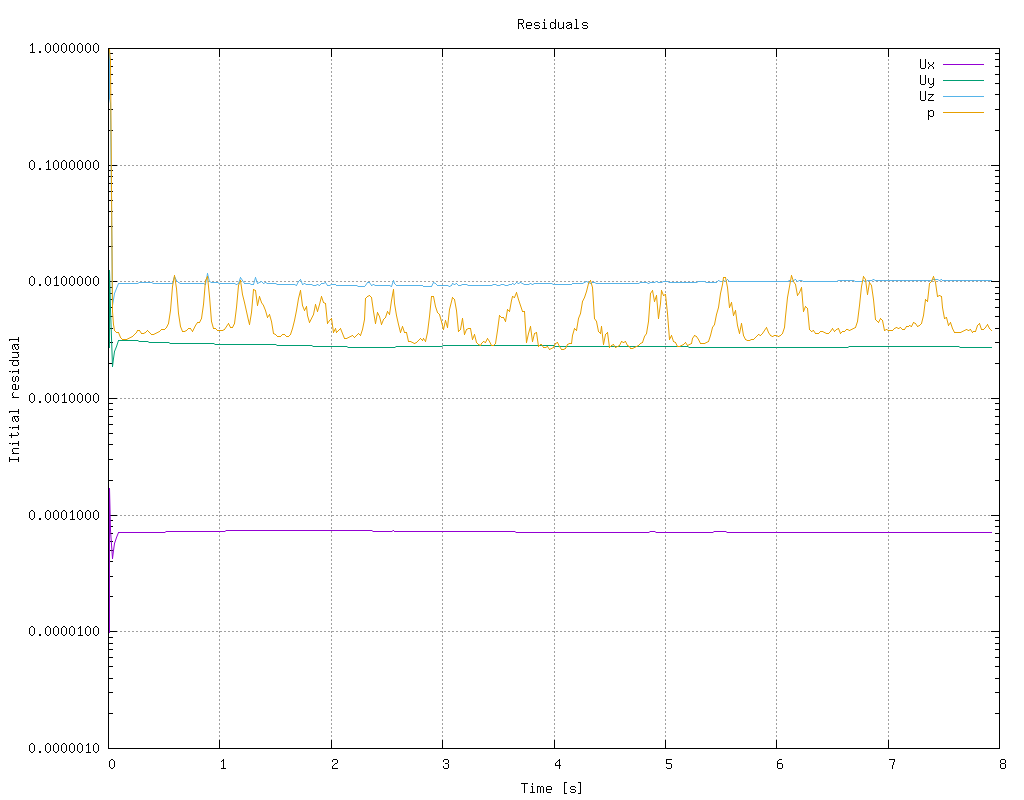 Residuals
1.0000000
0.1000000
0.0100000
0.0010000
0.0001000
0.0000100
0.0000010
Initial residual
Ux
Uy
Uz
p
0 1 2 3 4 5 6 7 8
Time [s]